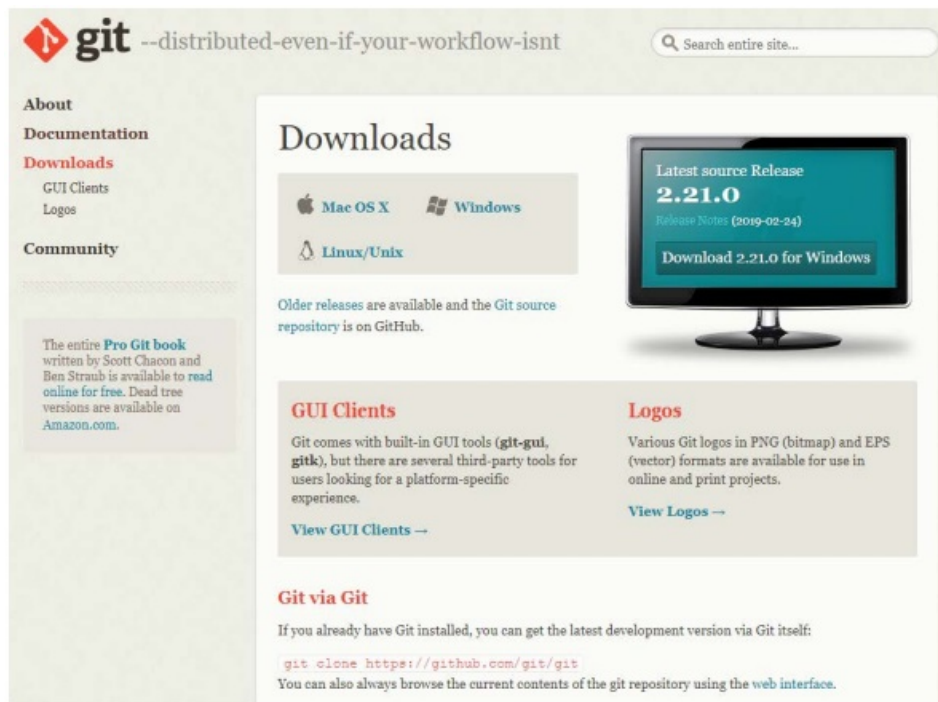 git --distributed-even-if-your-workflow-isnt
Search entire site...
About
Documentation
Downloads
GUI Clients
Logos
Community
The entire Pro Git book
written by Scott Chacon and
Ben Straub is available to read
online for free. Dead tree
versions are available on
Amazon.com.
Downloads
Mac OS X
Windows
Linux/Unix
Older releases are available and the Git source
repository is on GitHub.
Latest source Release
2.21.0
Release Notes (2019-02-24)
Download 2.21.0 for Windows
GUI Clients
Git comes with built-in GUI tools (git-gui,
gitk), but there are several third-party tools for
users looking for a platform-specific
experience.
View GUI Clients →
Logos
Various Git logos in PNG (bitmap) and EPS
(vector) formats are available for use in
online and print projects.
View Logos →
Git via Git
If you already have Git installed, you can get the latest development version via Git itself:
git clone https://github.com/git/git
You can also always browse the current contents of the git repository using the web interface.